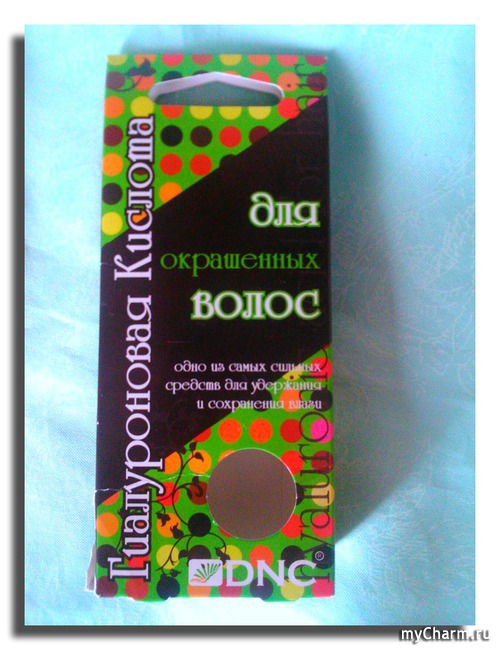 Гиалуроновая Кислота
для
окрашенных
волос
одно из самых сильных
средств для удержания
и сохранения влаги
DNC®
myCharm.ru